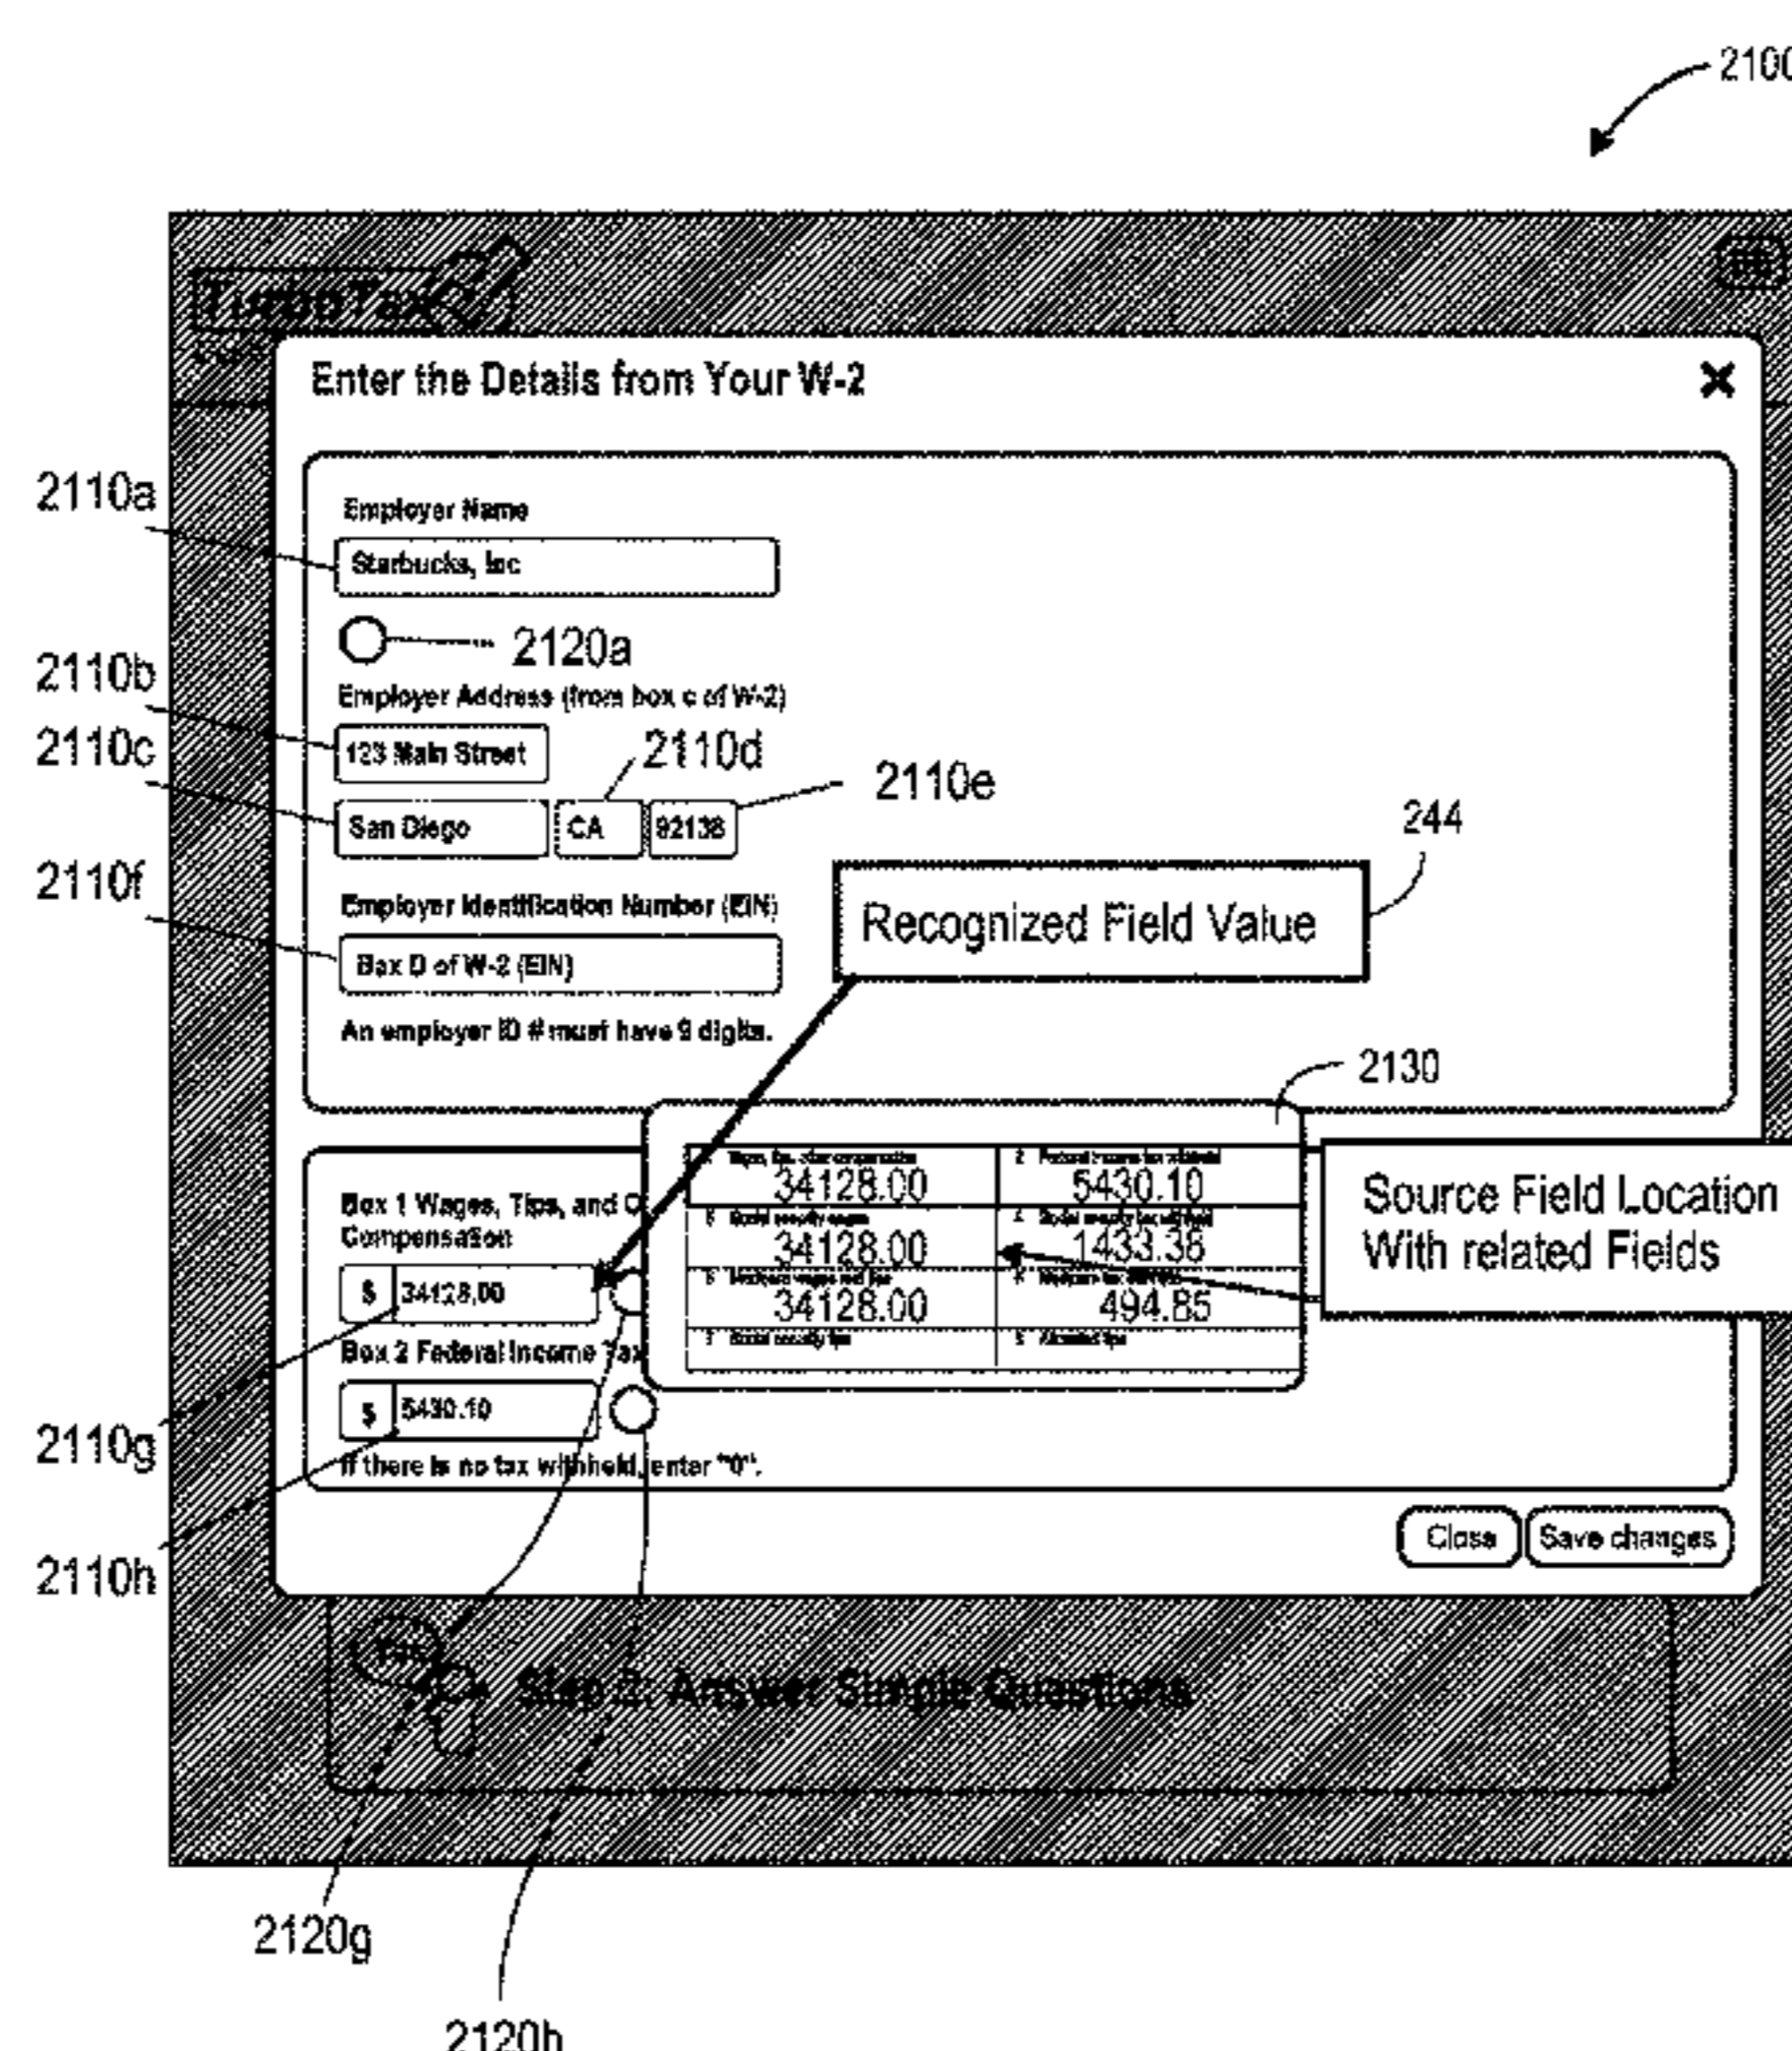 2100
TurboTax
Enter the Details from Your W-2
2110a
Employer Name
Starbucks, Inc
2120a
2110b
Employer Address (from box c of W-2)
123 Main Street
2110d
2110c
2110e
San Diego
CA
92138
244
2110f
Employer Identification Number (EIN)
Recognized Field Value
Box D of W-2 (EIN)
An employer ID # must have 9 digits.
2130
34128.00
5430.10
Source Field Location
With related Fields
Box 1 Wages, Tips, and O
Compensation
34128.00
1433.36
$ 34128.00
34128.00
494.85
Box 2 Federal Income Tax
$ 5430.10
2110g
If there is no tax withheld, enter "0".
Close
Save changes
2110h
Step 2: Answer Simple Questions
2120g
2120h